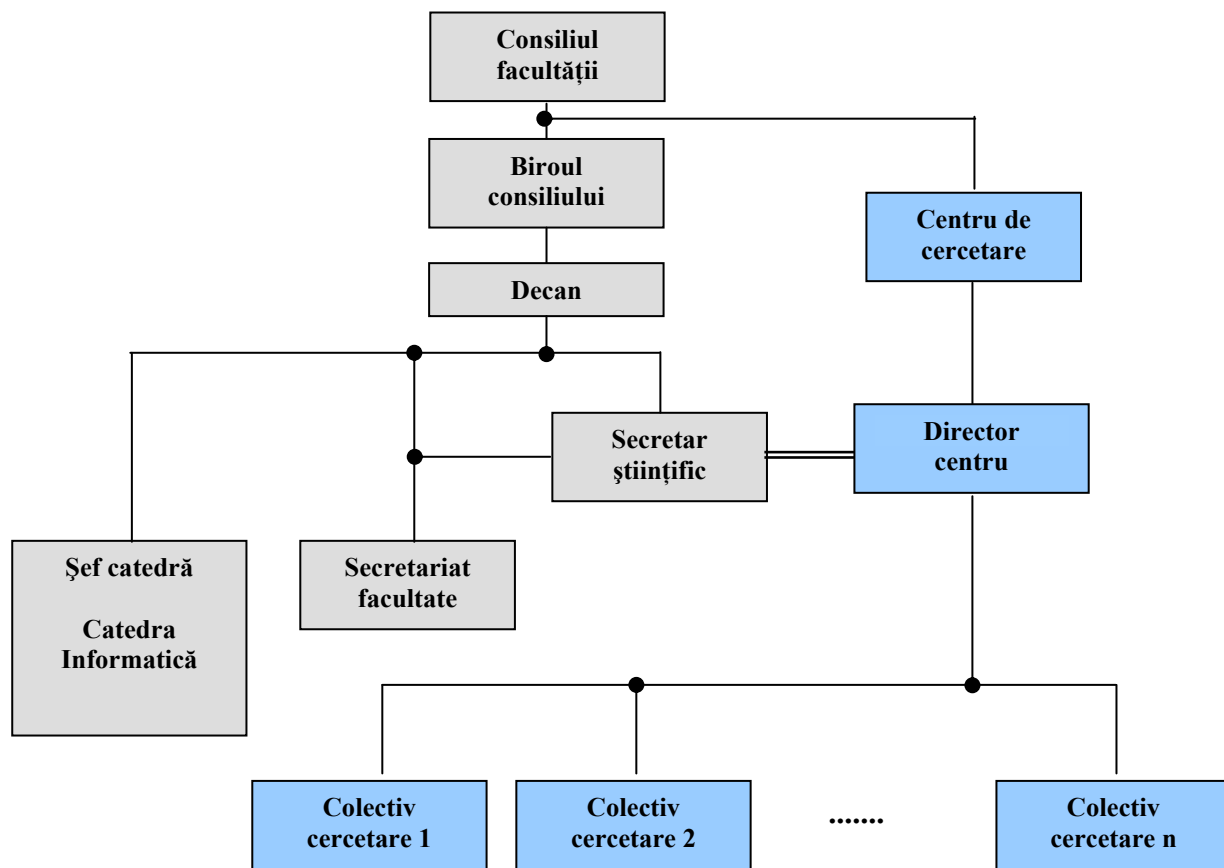 Consiliul
facultății
Biroul
consiliului
Centru de
cercetare
Decan
Secretar
ştiințific
Director
centru
Şef catedră
Catedra
Informatică
Secretariat
facultate
Colectiv
cercetare 1
Colectiv
cercetare 2
.......
Colectiv
cercetare n